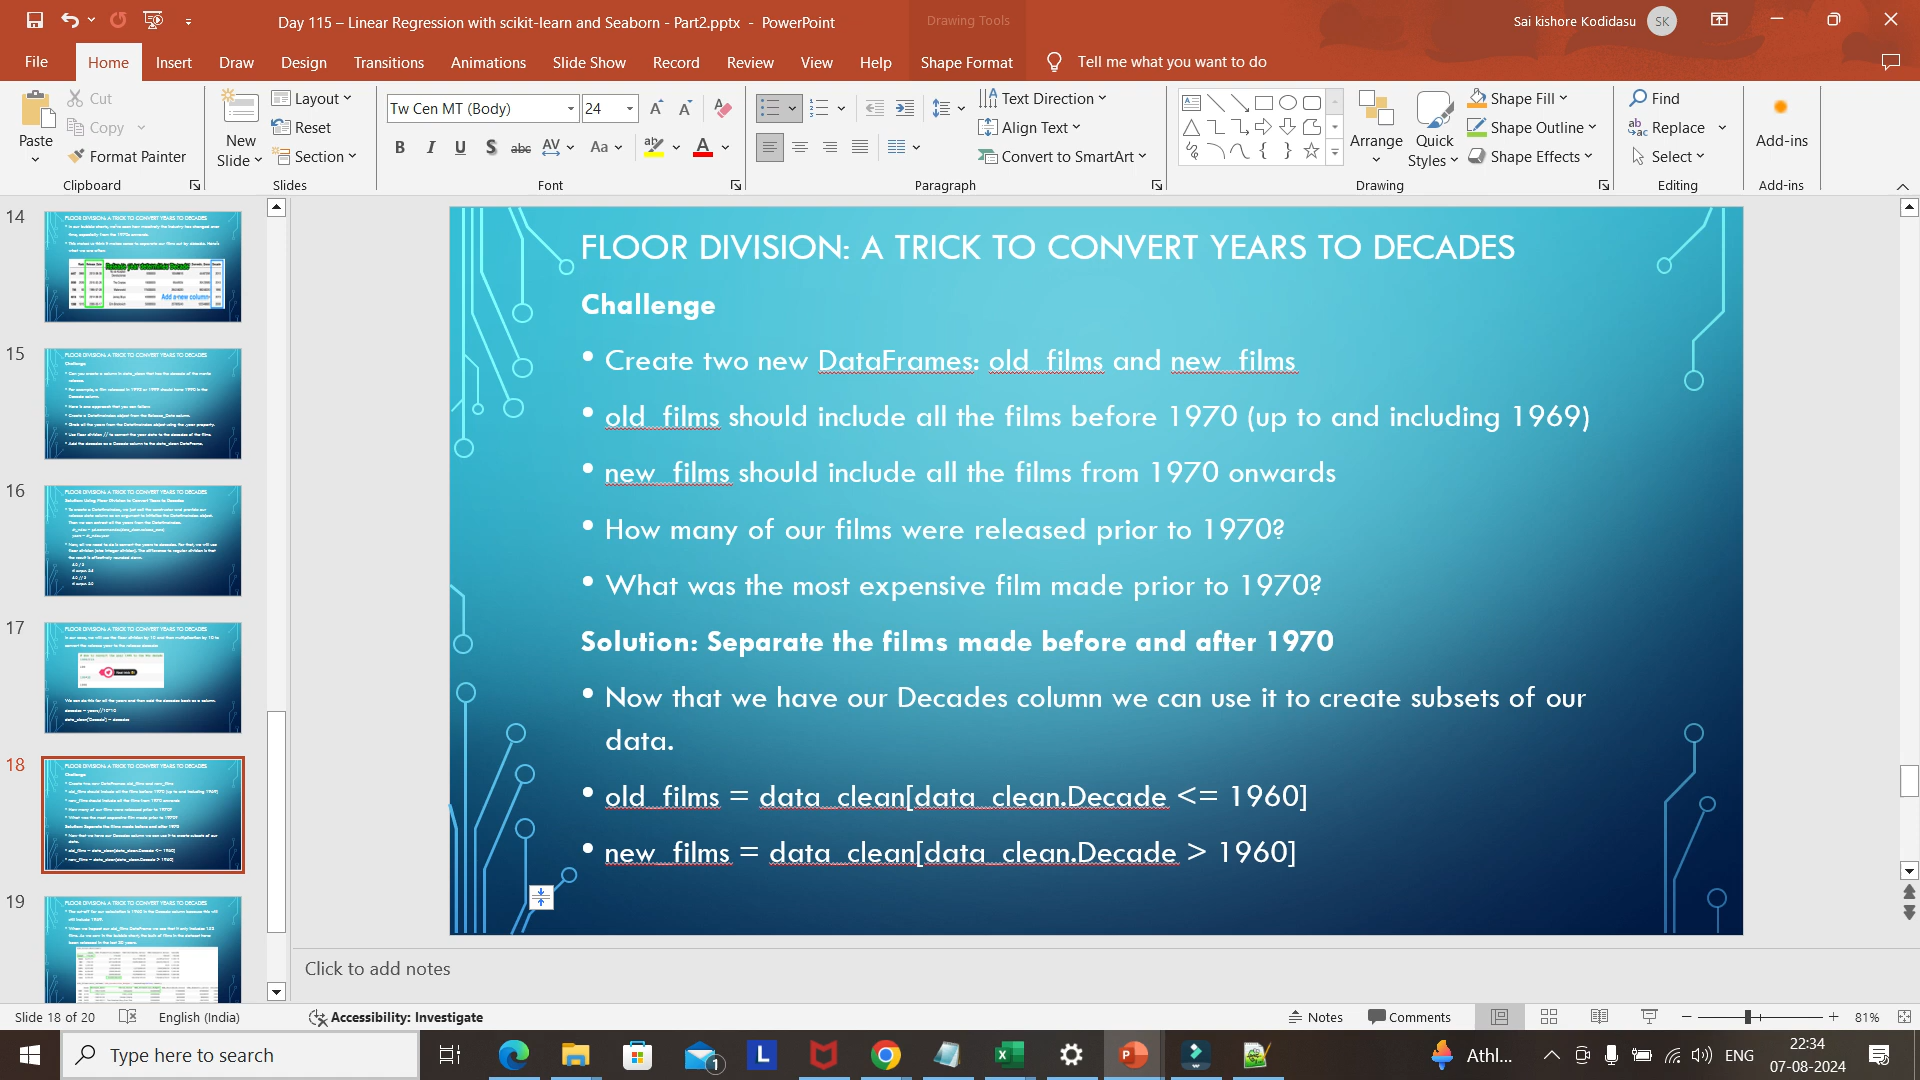 Day 115 – Linear Regression with scikit-learn and Seaborn - Part2.pptx - PowerPoint
Drawing Tools
Sai kishore Kodidasu
SK
File
Home
Insert
Draw
Design
Transitions
Animations
Slide Show
Record
Review
View
Help
Shape Format
Tell me what you want to do
Paste
Cut
Copy
Format Painter
Clipboard
New
Slide
Layout
Reset
Section
Slides
Tw Cen MT (Body)
24
Font
Text Direction
Align Text
Convert to SmartArt
Paragraph
Arrange
Quick
Styles
Shape Fill
Shape Outline
Shape Effects
Drawing
Find
Replace
Select
Editing
Add-ins
Add-ins
14
15
16
17
18
19
FLOOR DIVISION: A TRICK TO CONVERT YEARS TO DECADES
Challenge
• Create two new DataFrames: old_films and new_films
• old_films should include all the films before 1970 (up to and including 1969)
• new_films should include all the films from 1970 onwards
• How many of our films were released prior to 1970?
• What was the most expensive film made prior to 1970?
Solution: Separate the films made before and after 1970
• Now that we have our Decades column we can use it to create subsets of our
data.
• old_films = data_clean[data_clean.Decade <= 1960]
• new_films = data_clean[data_clean.Decade > 1960]
Click to add notes
Slide 18 of 20
English (India)
Accessibility: Investigate
Notes
Comments
81%
Type here to search
Athl...
ENG
22:34
07-08-2024